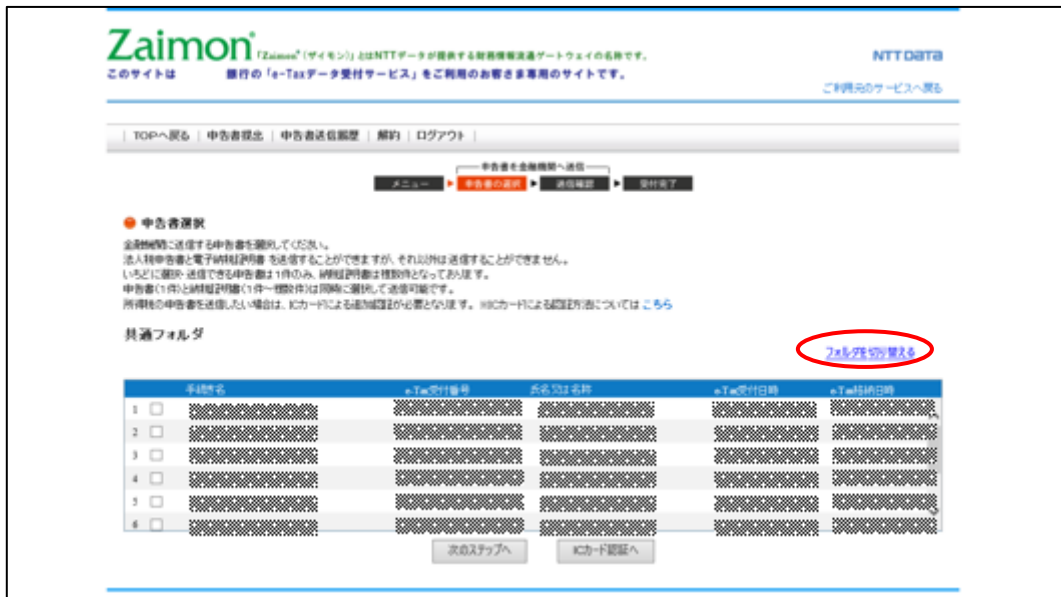 Zaimon® 「Zaimon®(ザイモン)」とはNTTデータが提供する財務情報流通ゲートウェイの名称です。
NTT DATA
このサイトは 銀行の「e-Taxデータ受付サービス」をご利用のお客さま専用のサイトです。
ご利用元のサービスへ戻る
| TOPへ戻る | 申告書提出 | 申告書送信履歴 | 解約 | ログアウト |
申告書を金融機関へ送信
メニュー 申告書の選択 送信確認 受付完了
申告書選択
金融機関に送信する申告書を選択してください。
法人税申告書と電子納税証明書 を送信することができますが、それ以外は送信することができません。
いちどに選択・送信できる申告書は1件のみ、納税証明書は複数件となっております。
申告書(1件)と納税証明書(1件～複数件)は同時に選択して送信可能です。
所得税の申告書を送信したい場合は、ICカードによる追加認証が必要となります。 ※ICカードによる認証方法については こちら
共通フォルダ
フォルダを切り替える
手続き名 e-Tax受付番号 氏名又は名称 e-Tax受付日時 e-Tax格納日時
1
2
3
4
5
6
次のステップへ ICカード認証へ